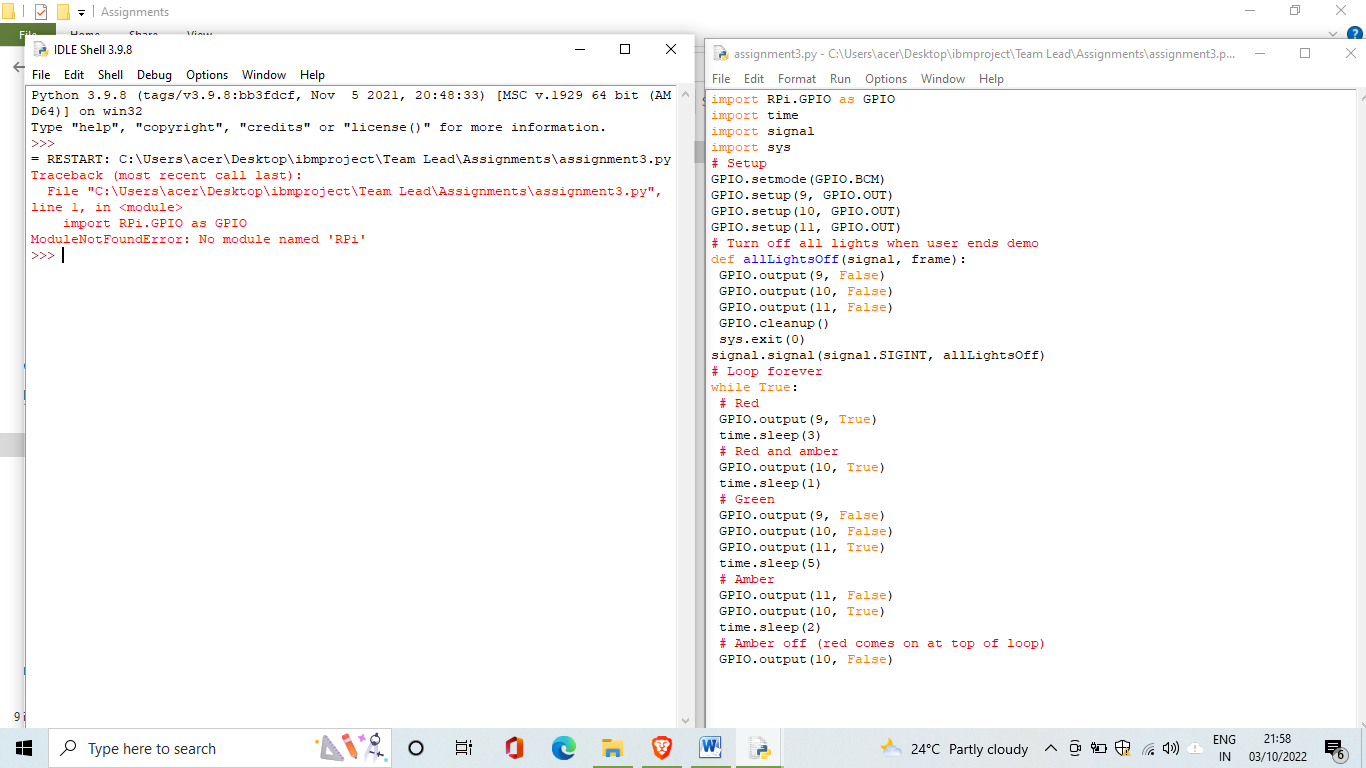 Assignments
File Home Share View
IDLE Shell 3.9.8
File Edit Shell Debug Options Window Help
Python 3.9.8 (tags/v3.9.8:bb3fdcf, Nov  5 2021, 20:48:33) [MSC v.1929 64 bit (AM
D64)] on win32
Type "help", "copyright", "credits" or "license()" for more information.
>>>
= RESTART: C:\Users\acer\Desktop\ibmproject\Team Lead\Assignments\assignment3.py
Traceback (most recent call last):
  File "C:\Users\acer\Desktop\ibmproject\Team Lead\Assignments\assignment3.py",
line 1, in <module>
    import RPi.GPIO as GPIO
ModuleNotFoundError: No module named 'RPi'
>>>
assignment3.py - C:\Users\acer\Desktop\ibmproject\Team Lead\Assignments\assignment3.p...
File Edit Format Run Options Window Help
import RPi.GPIO as GPIO
import time
import signal
import sys
# Setup
GPIO.setmode(GPIO.BCM)
GPIO.setup(9, GPIO.OUT)
GPIO.setup(10, GPIO.OUT)
GPIO.setup(11, GPIO.OUT)
# Turn off all lights when user ends demo
def allLightsOff(signal, frame):
 GPIO.output(9, False)
 GPIO.output(10, False)
 GPIO.output(11, False)
 GPIO.cleanup()
 sys.exit(0)
signal.signal(signal.SIGINT, allLightsOff)
# Loop forever
while True:
 # Red
 GPIO.output(9, True)
 time.sleep(3)
 # Red and amber
 GPIO.output(10, True)
 time.sleep(1)
 # Green
 GPIO.output(9, False)
 GPIO.output(10, False)
 GPIO.output(11, True)
 time.sleep(5)
 # Amber
 GPIO.output(11, False)
 GPIO.output(10, True)
 time.sleep(2)
 # Amber off (red comes on at top of loop)
 GPIO.output(10, False)
Type here to search
24°C Partly cloudy
ENG
IN
21:58
03/10/2022
6